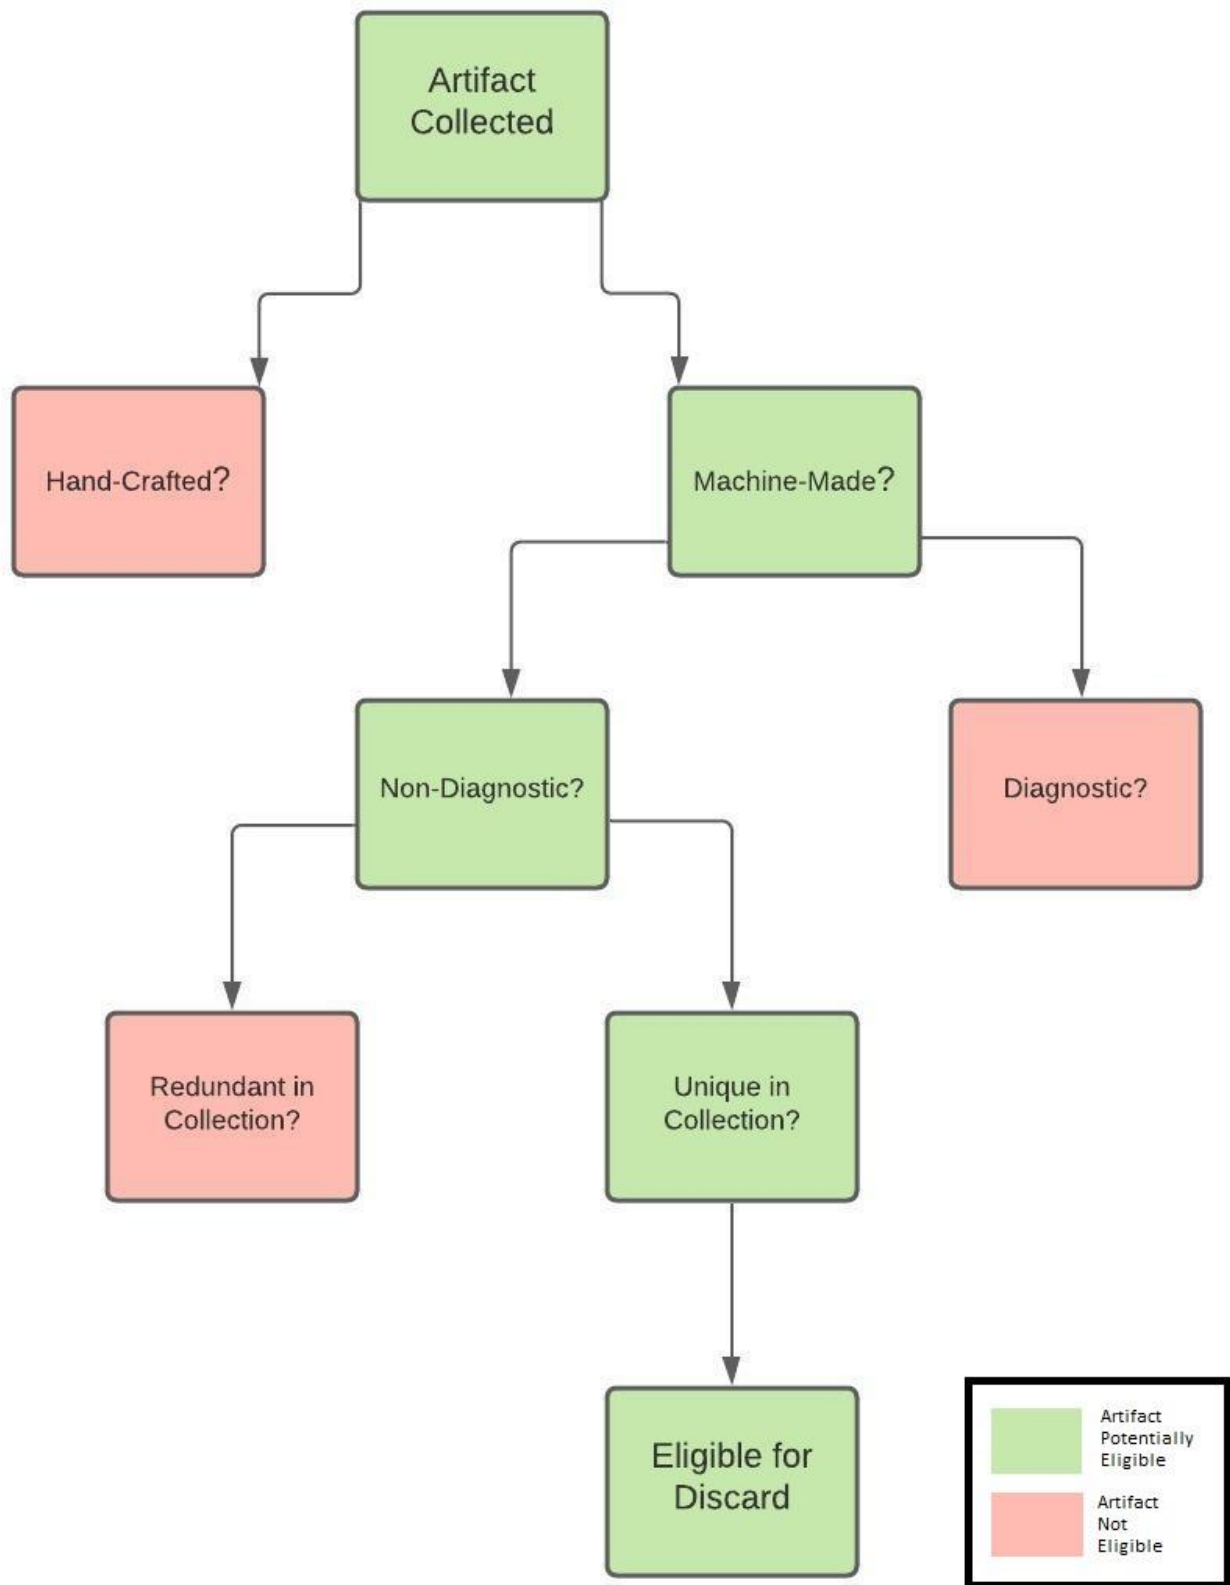 Artifact
Collected
Hand-Crafted?
Machine-Made?
Non-Diagnostic?
Diagnostic?
Redundant in
Collection?
Unique in
Collection?
Eligible for
Discard
Artifact
Potentially
Eligible
Artifact
Not
Eligible